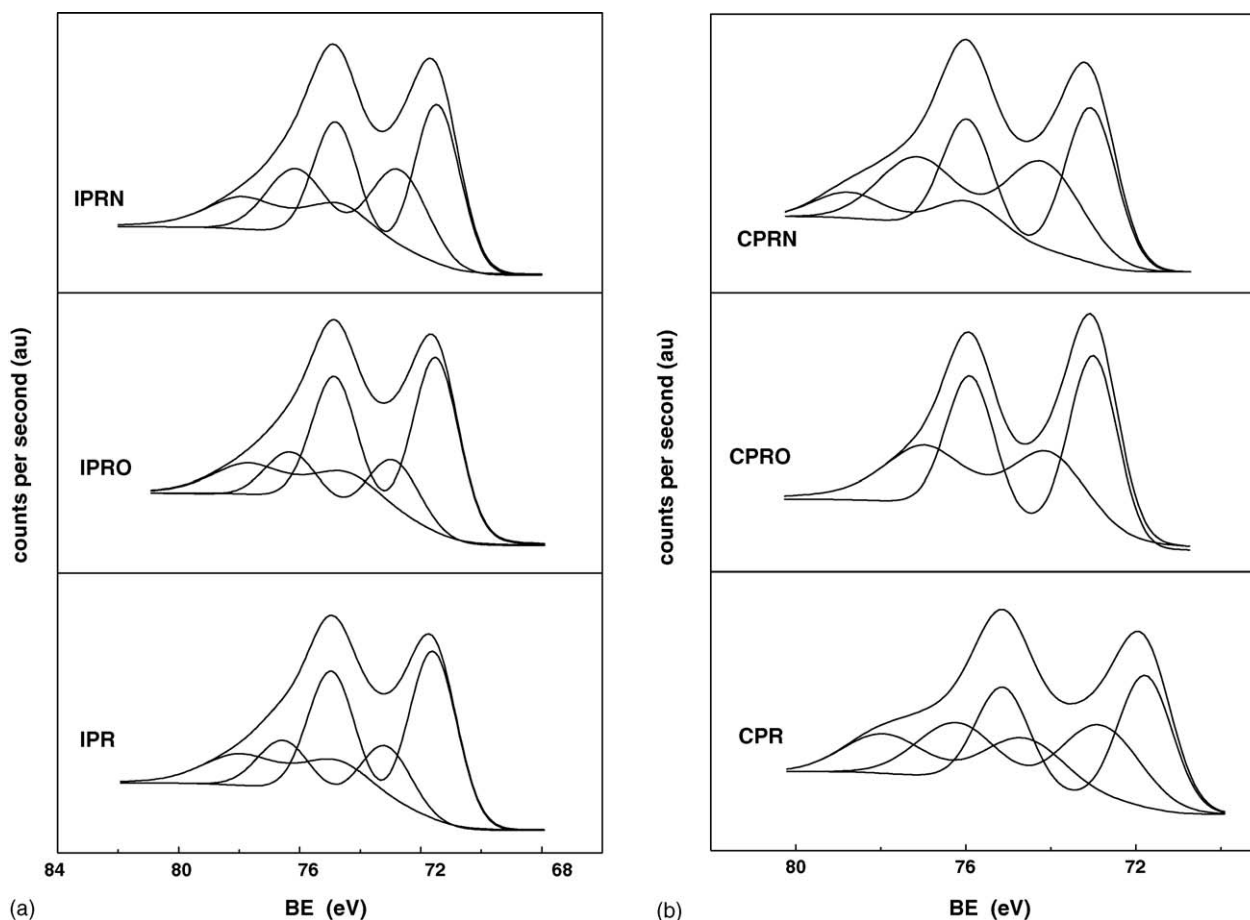 IPRN
IPRO
IPR
counts per second (au)
84 80 75 72 68
BE (eV)
(a)
CPRN
CPRO
CPR
counts per second (au)
80 76 72
BE (eV)
(b)